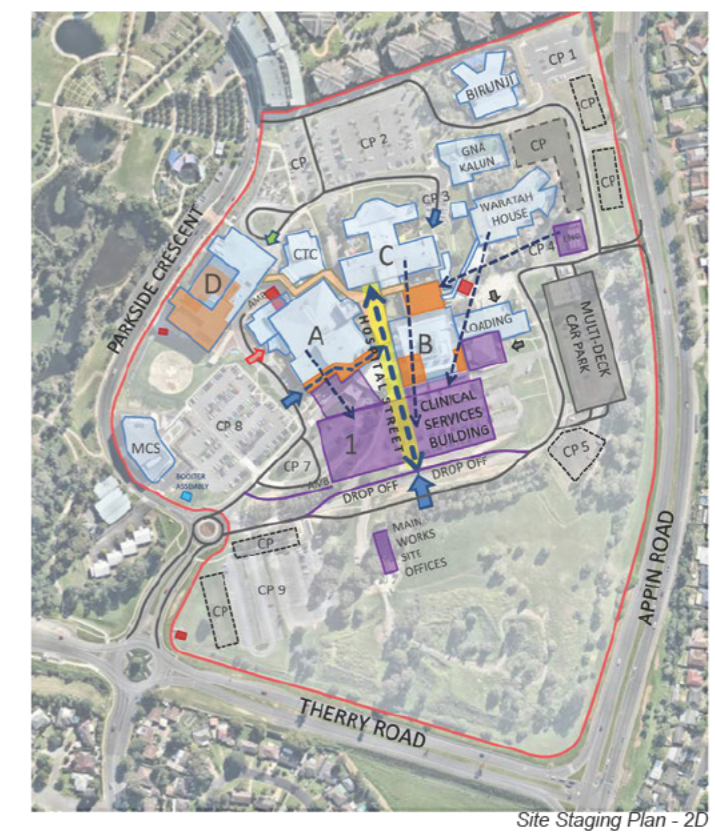 CP 1
BIRUNJI
CP
CP 2
CP
GNA
KALUN
CP
CP
CP 3
WARATAH
HOUSE
PARKSIDE CRESCENT
CTC
C
CP 4
ENG
D
AMB
A
HOSPITAL STREET
B
LOADING
MULTI-DECK
CAR PARK
CLINICAL
SERVICES
BUILDING
CP 8
MCS
1
CP 7
CP 5
BOOSTER
ASSEMBLY
AMB
DROP OFF
DROP OFF
MAIN
WORKS
SITE
OFFICES
CP
CP 9
CP
APPIN ROAD
THERRY ROAD
Site Staging Plan - 2D